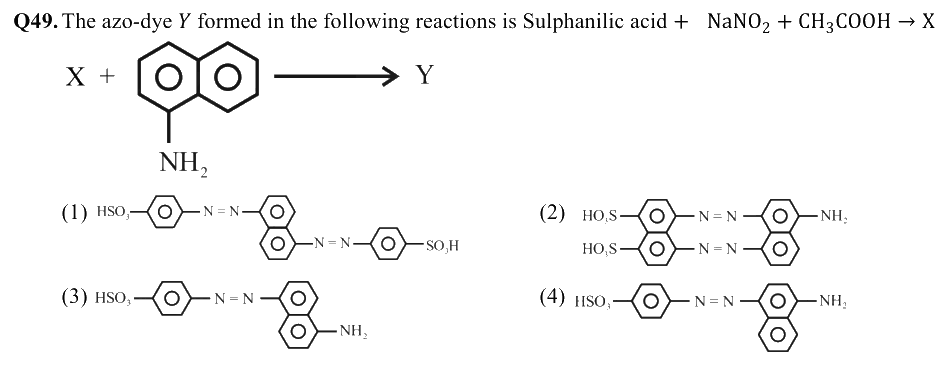 Q49. The azo-dye Y formed in the following reactions is Sulphanilic acid + NaNO₂ + CH₃COOH → X
X + → Y
NH₂
(1) HSO₃ N = N N = N SO₃H
(2) HO₃S N = N NH₂
HO₃S N = N
(3) HSO₃ N = N NH₂
(4) HSO₃ N = N NH₂